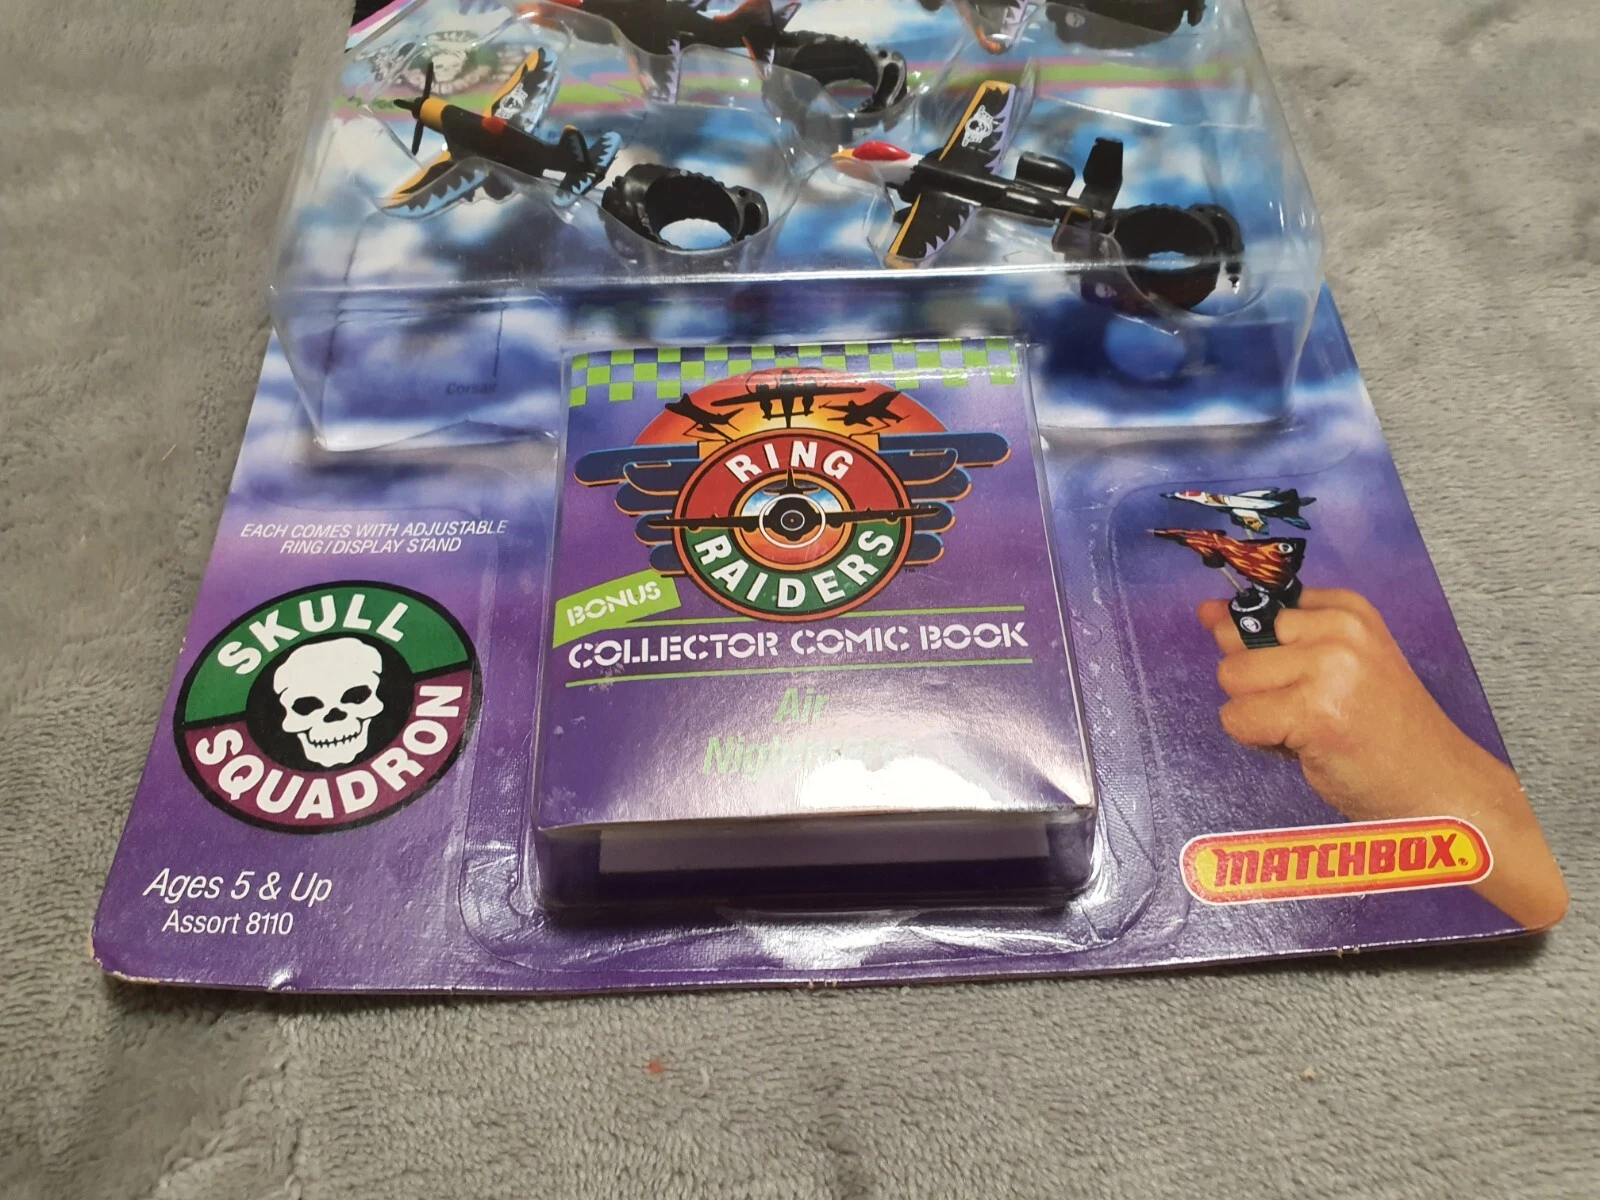 Corsair
RING
RAIDERS
BONUS
COLLECTOR COMIC BOOK
Air
EACH COMES WITH ADJUSTABLE
RING/DISPLAY STAND
SKULL
SQUADRON
Ages 5 & Up
Assort 8110
MATCHBOX®